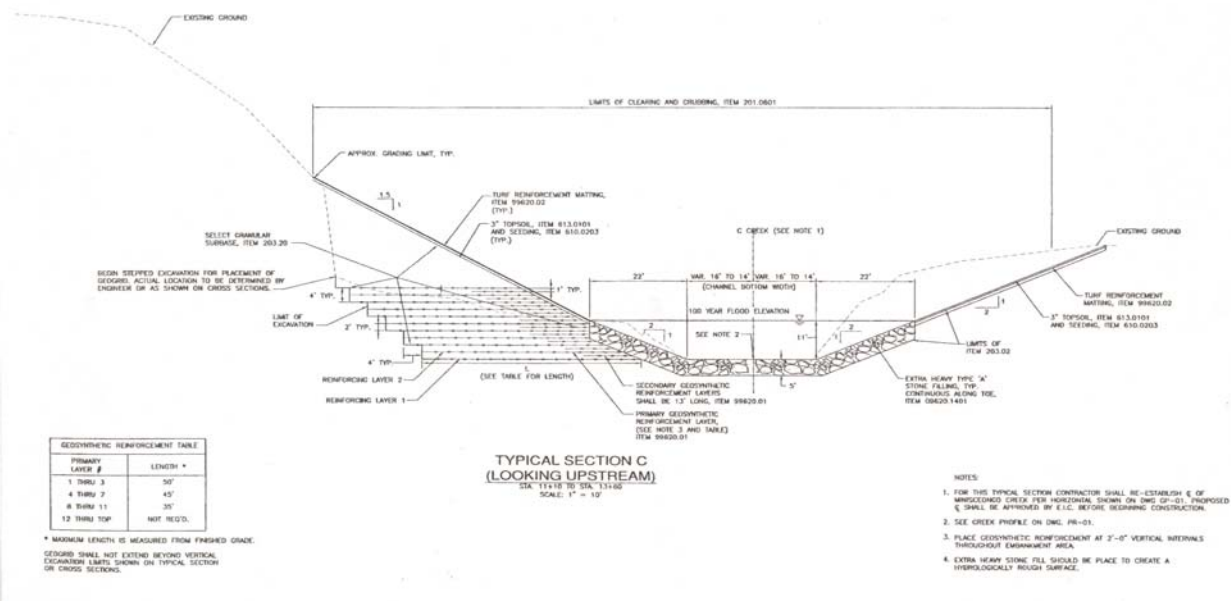 EXISTING GROUND
LIMITS OF CLEARING AND GRUBBING, ITEM 201.0601
APPROX. GRADING LIMIT, TYP.
1.5
1
TURF REINFORCEMENT MATTING,
ITEM 99620.02
(TYP.)
3" TOPSOIL, ITEM 613.0101
AND SEEDING, ITEM 610.0203
(TYP.)
SELECT GRANULAR
SUBBASE, ITEM 203.20
BEGIN STEPPED EXCAVATION FOR PLACEMENT OF
GEOGRID. ACTUAL LOCATION TO BE DETERMINED BY
ENGINEER OR AS SHOWN ON CROSS SECTIONS.
C CREEK (SEE NOTE 1)
EXISTING GROUND
22'
VAR. 16' TO 14'
VAR. 16' TO 14'
22'
(CHANNEL BOTTOM WIDTH)
1' TYP.
4' TYP.
LIMIT OF
EXCAVATION
2' TYP.
4' TYP.
100 YEAR FLOOD ELEVATION
SEE NOTE 2
2
1
11'
2
1
1
2
TURF REINFORCEMENT
MATTING, ITEM 99620.02
3" TOPSOIL, ITEM 613.0101
AND SEEDING, ITEM 610.0203
LIMITS OF
ITEM 203.02
L
(SEE TABLE FOR LENGTH)
5'
REINFORCING LAYER 2
REINFORCING LAYER 1
SECONDARY GEOSYNTHETIC
REINFORCEMENT LAYERS
SHALL BE 13' LONG, ITEM 99620.01
PRIMARY GEOSYNTHETIC
REINFORCEMENT LAYER,
(SEE NOTE 3 AND TABLE)
ITEM 99620.01
EXTRA HEAVY TYPE 'A'
STONE FILLING, TYP.
CONTINUOUS ALONG TOE,
ITEM 09620.1401
TYPICAL SECTION C
(LOOKING UPSTREAM)
STA. 11+10 TO STA. 13+60
SCALE: 1" = 10'
GEOSYNTHETIC REINFORCEMENT TABLE
PRIMARY
LAYER #
LENGTH *
1 THRU 3
50'
4 THRU 7
45'
8 THRU 11
35'
12 THRU TOP
NOT REQ'D.
* MAXIMUM LENGTH IS MEASURED FROM FINISHED GRADE.
GEOGRID SHALL NOT EXTEND BEYOND VERTICAL
EXCAVATION LIMITS SHOWN ON TYPICAL SECTION
OR CROSS SECTIONS.
NOTES:
1. FOR THIS TYPICAL SECTION CONTRACTOR SHALL RE-ESTABLISH ℄ OF
MINISCEONGO CREEK PER HORIZONTAL SHOWN ON DWG GP-01. PROPOSED
℄ SHALL BE APPROVED BY E.I.C. BEFORE BEGINNING CONSTRUCTION.
2. SEE CREEK PROFILE ON DWG. PR-01.
3. PLACE GEOSYNTHETIC REINFORCEMENT AT 2'-0" VERTICAL INTERVALS
THROUGHOUT EMBANKMENT AREA.
4. EXTRA HEAVY STONE FILL SHOULD BE PLACE TO CREATE A
HYDROLOGICALLY ROUGH SURFACE.